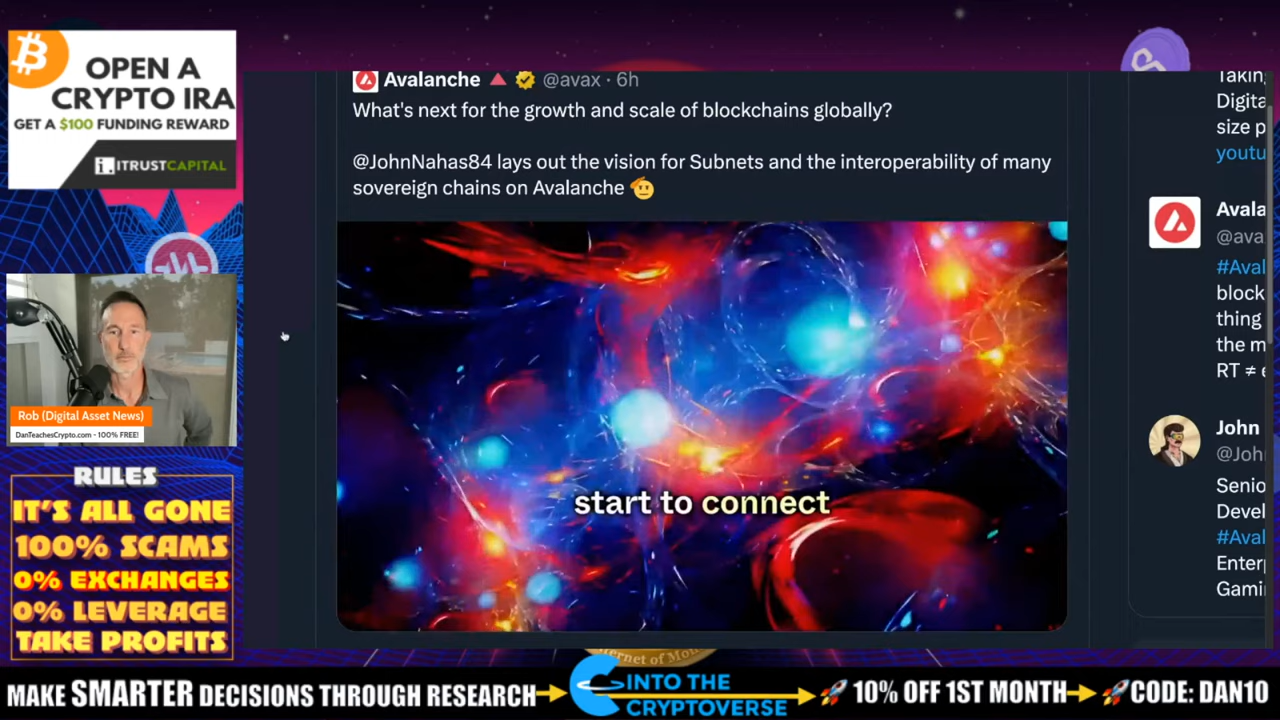 OPEN A
CRYPTO IRA
GET A $100 FUNDING REWARD
ITRUSTCAPITAL
Rob (Digital Asset News)
DanTeachesCrypto.com - 100% FREE!
RULES
IT'S ALL GONE
100% SCAMS
0% EXCHANGES
0% LEVERAGE
TAKE PROFITS
Avalanche @avax · 6h
What's next for the growth and scale of blockchains globally?
@JohnNahas84 lays out the vision for Subnets and the interoperability of many
sovereign chains on Avalanche 🫡
start to connect
Takin
Digita
size p
youtu
Avala
@ava
#Aval
block
thing
the m
RT ≠ e
John
@Joh
Senio
Devel
#Aval
Enterp
Gami
MAKE SMARTER DECISIONS THROUGH RESEARCH
INTO THE
CRYPTOVERSE
🚀 10% OFF 1ST MONTH
🚀 CODE: DAN10